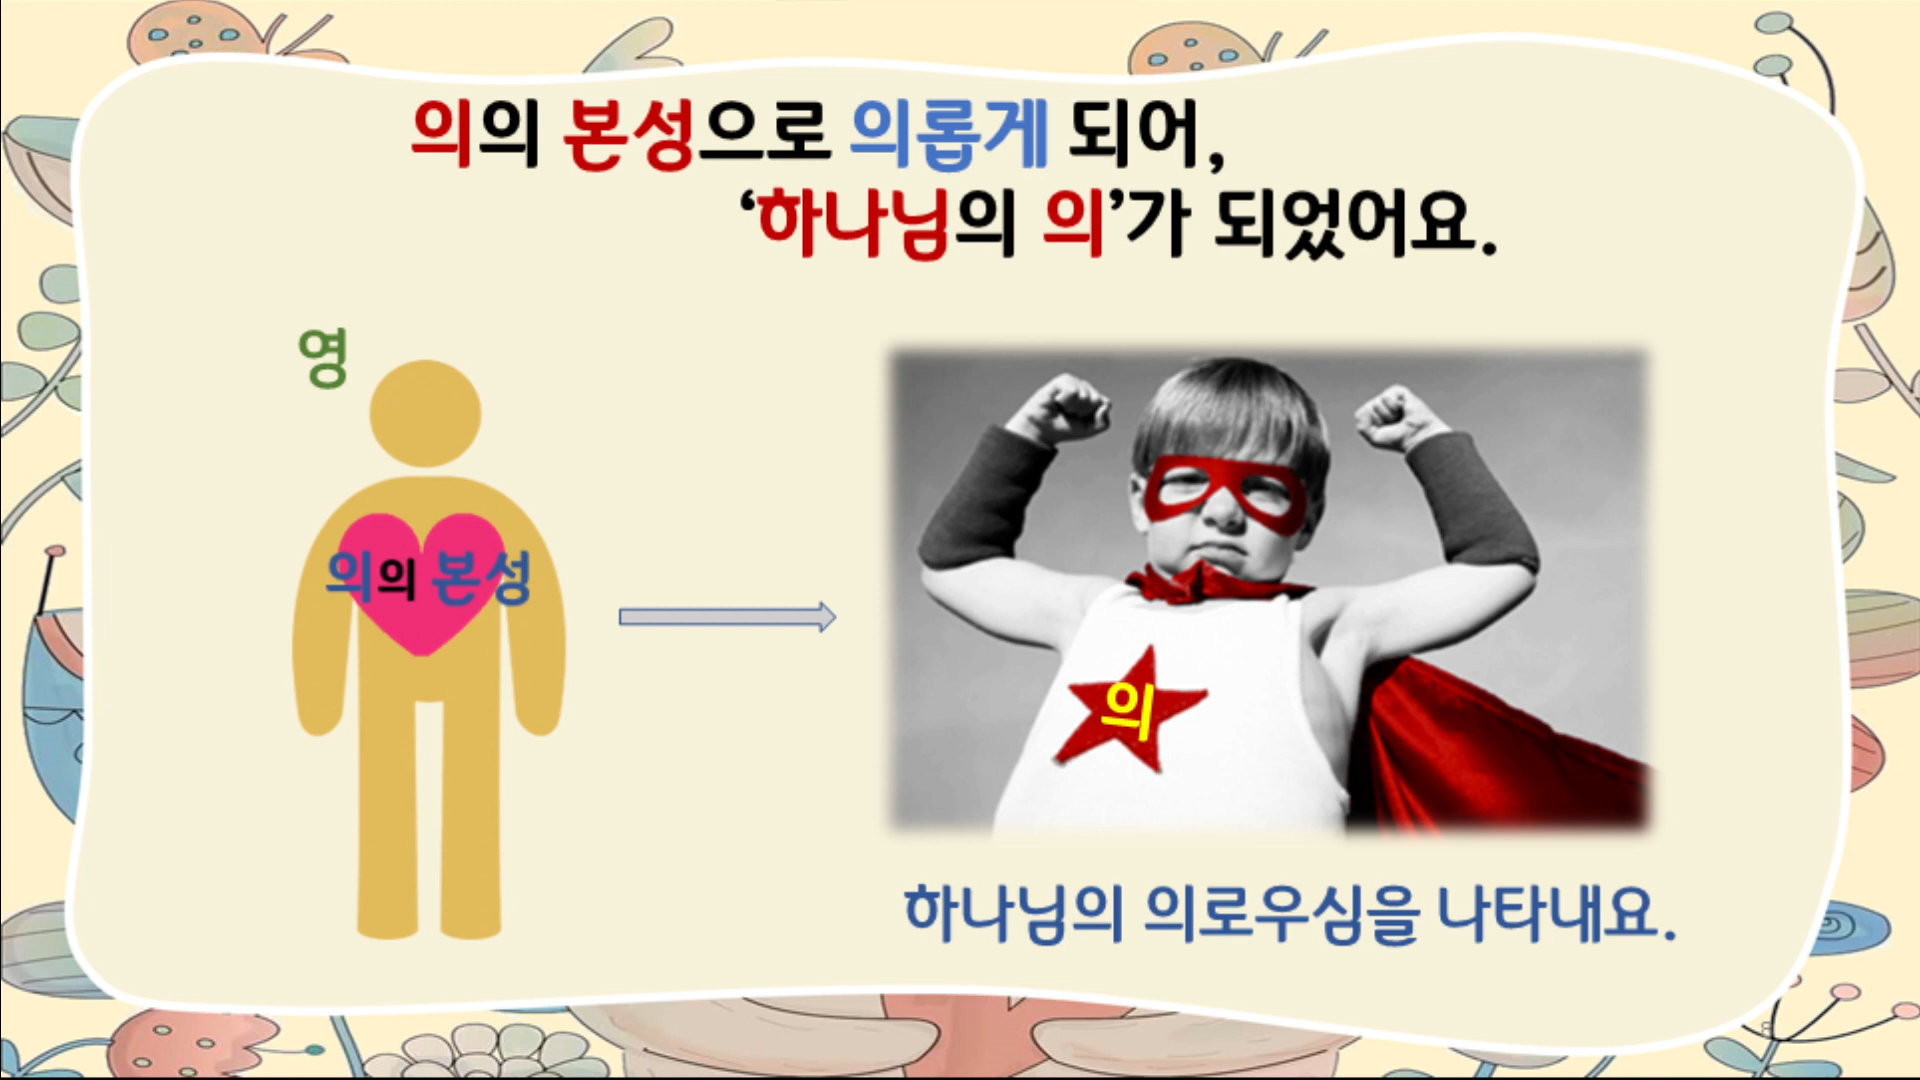 의의 본성으로 의롭게 되어,
‘하나님의 의’가 되었어요.
영
의의 본성
의
하나님의 의로우심을 나타내요.